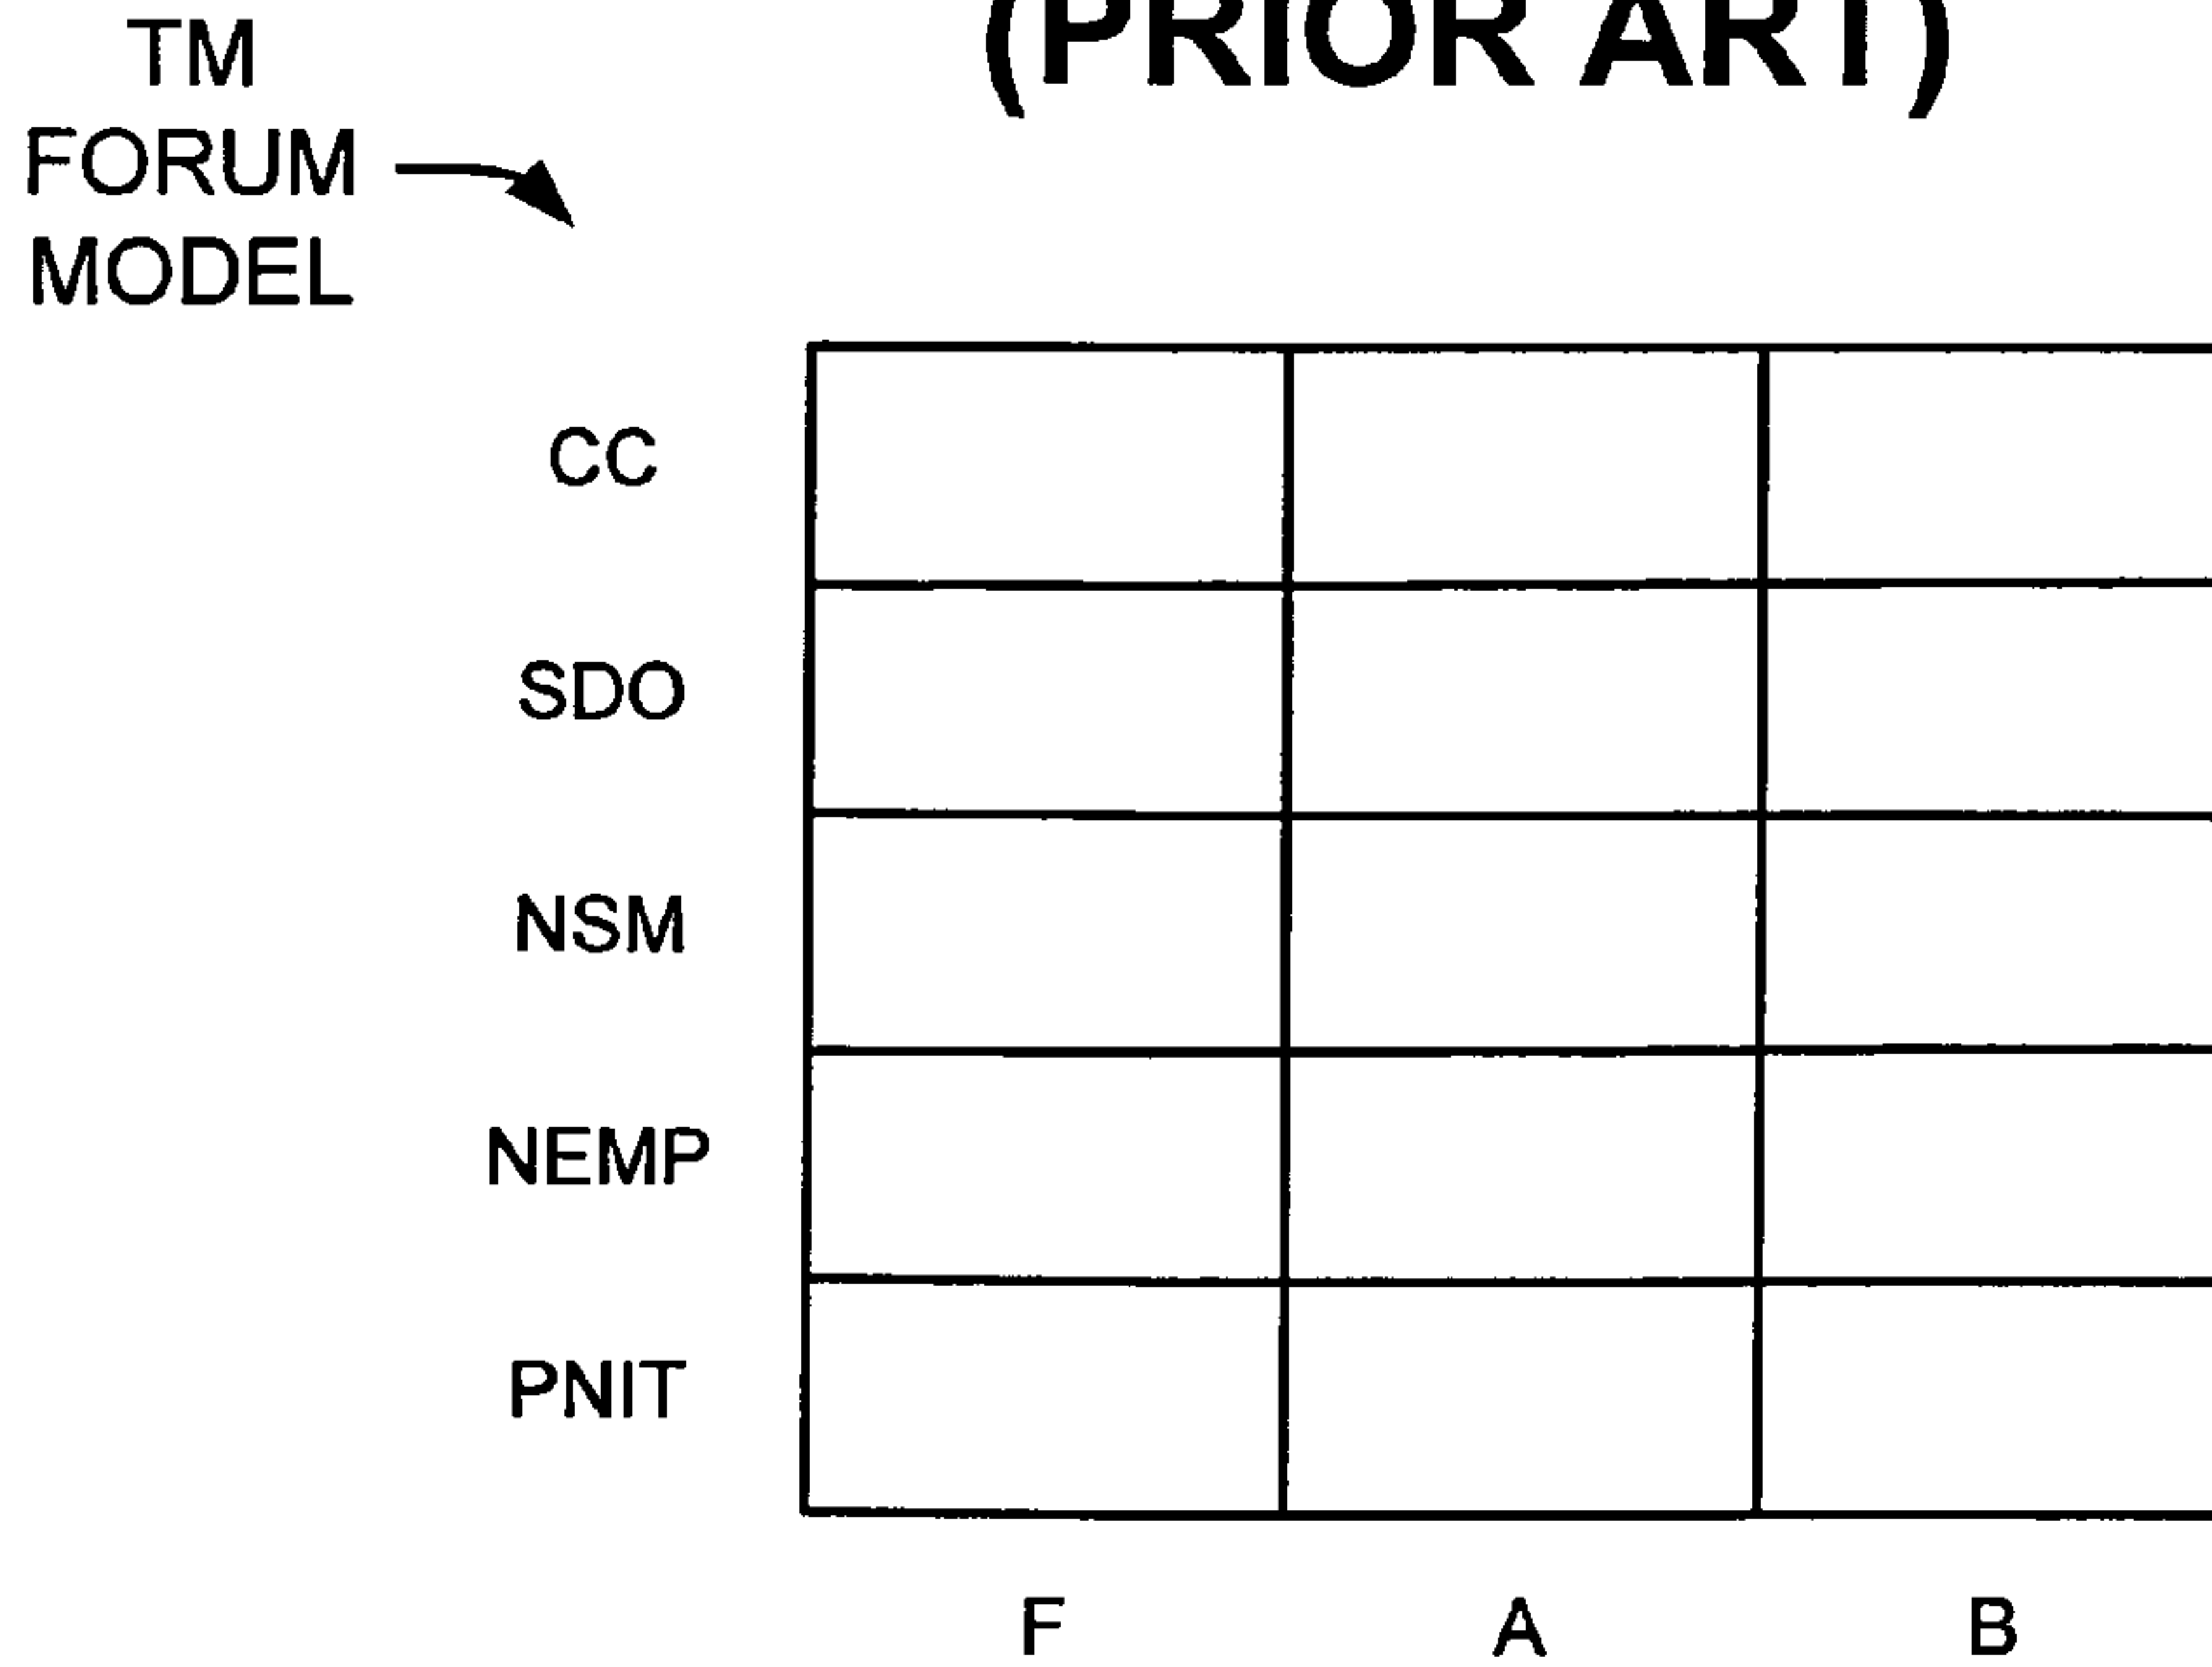 (PRIOR ART)
TM
FORUM
MODEL
CC
SDO
NSM
NEMP
PNIT
F A B